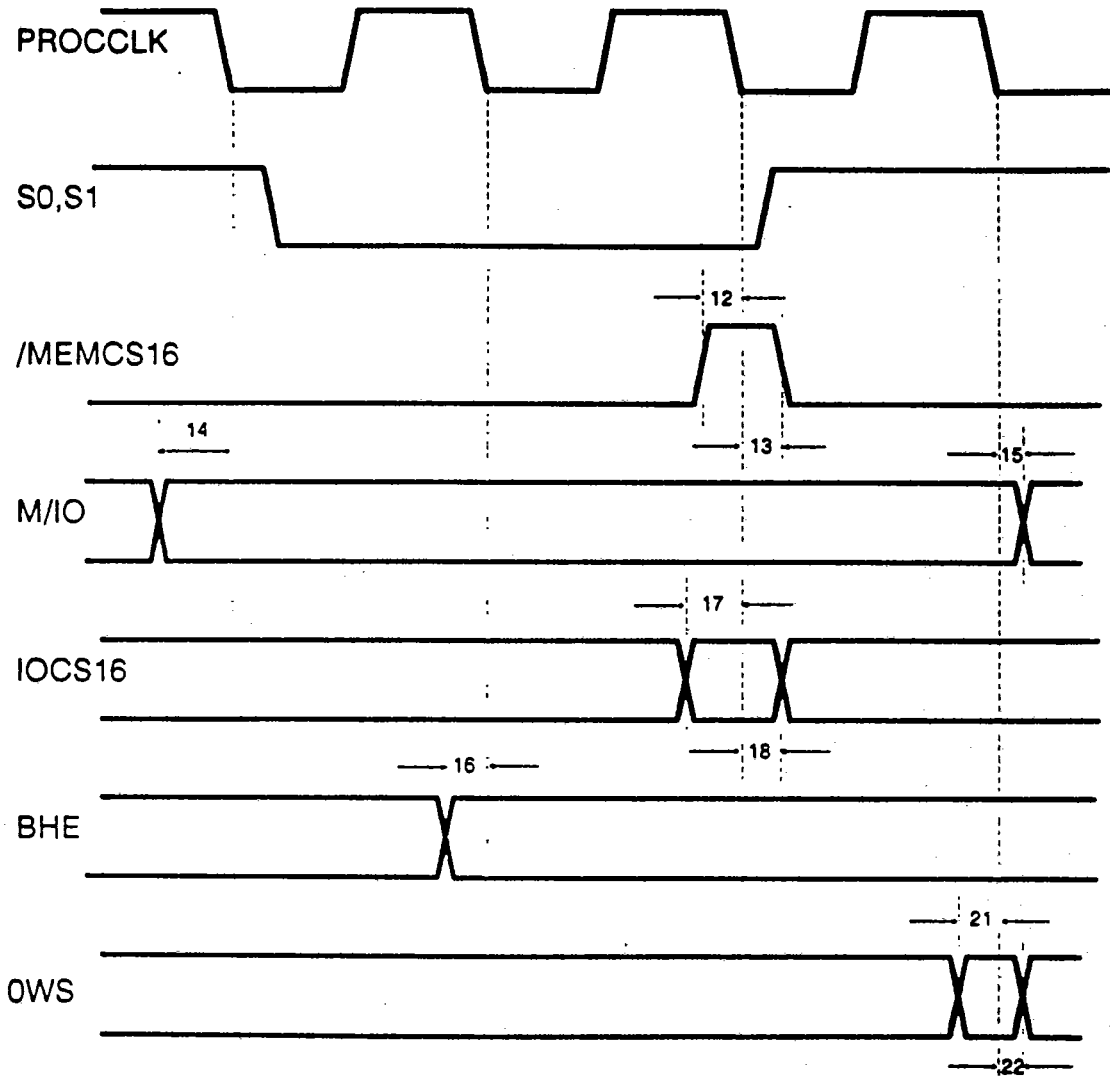 PROCCLK
S0,S1
12
/MEMCS16
14
13
15
M/IO
17
IOCS16
18
16
BHE
21
0WS
22